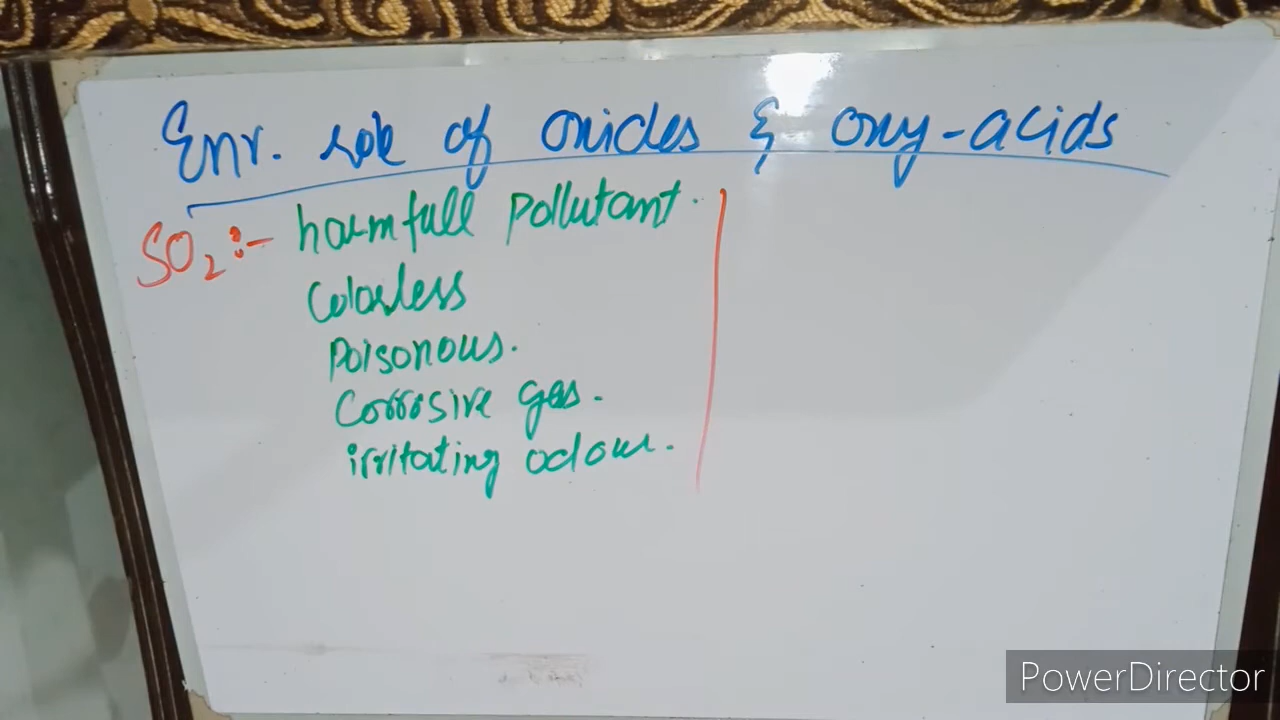 Env. role of oxides & oxy-acids
SO2:- harmfull pollutant.
Colorless
Poisonous.
Corrosive gas.
irritating odour.
PowerDirector